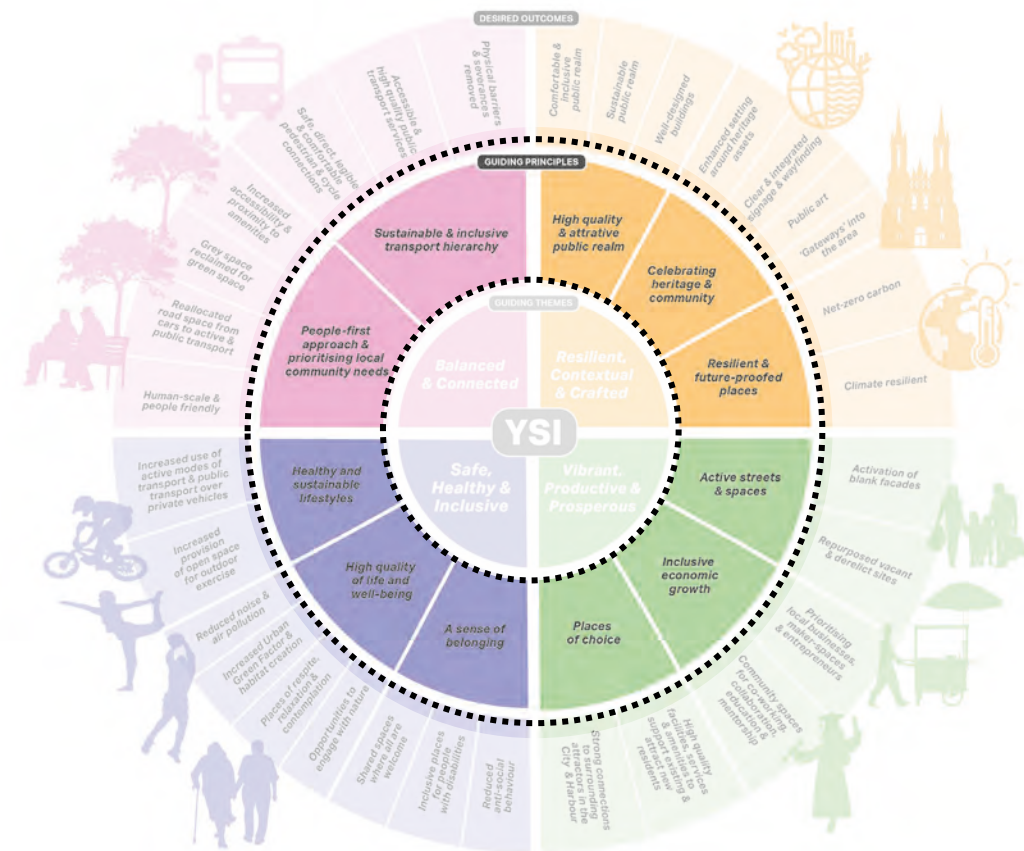 DESIRED OUTCOMES
Physical barriers
& severances
removed
Accessible &
high quality public
transport services
Safe, direct, legible
& comfortable
pedestrian & cycle
connections
Increased
accessibility &
proximity to
amenities
Grey space
reclaimed for
green space
Reallocated
road space from
cars to active &
public transport
Human-scale &
people friendly
Comfortable &
inclusive
public realm
Sustainable
public realm
Well-designed
buildings
Enhanced setting
around heritage
assets
Clear & integrated
signage & wayfinding
Public art
'Gateways' into
the area
Net-zero carbon
Climate resilient
GUIDING PRINCIPLES
Sustainable & inclusive
transport hierarchy
People-first
approach &
prioritising local
community needs
High quality
& attrative
public realm
Celebrating
heritage &
community
Resilient &
future-proofed
places
GUIDING THEMES
Balanced
& Connected
Resilient,
Contextual
& Crafted
YSI
Safe,
Healthy &
Inclusive
Vibrant,
Productive &
Prosperous
Healthy and
sustainable
lifestyles
High quality
of life and
well-being
A sense of
belonging
Active streets
& spaces
Inclusive
economic
growth
Places
of choice
Increased use of
active modes of
transport & public
transport over
private vehicles
Increased
provision
of open space
for outdoor
exercise
Reduced noise &
air pollution
Increased Urban
Green Factor &
habitat creation
Places of respite,
relaxation &
contemplation
Opportunities to
engage with nature
Shared spaces
where all are
welcome
Inclusive places
for people
with disabilities
Reduced
anti-social
behaviour
Activation of
blank facades
Repurposed vacant
& derelict sites
Prioritising
local businesses,
maker-spaces
& entrepreneurs
Community spaces
for co-working,
collaboration,
education &
mentorship
High quality
facilities, services
& amenities to
support existing &
attract new
residents
Strong connections
to surrounding
attractors in the
City & Harbour